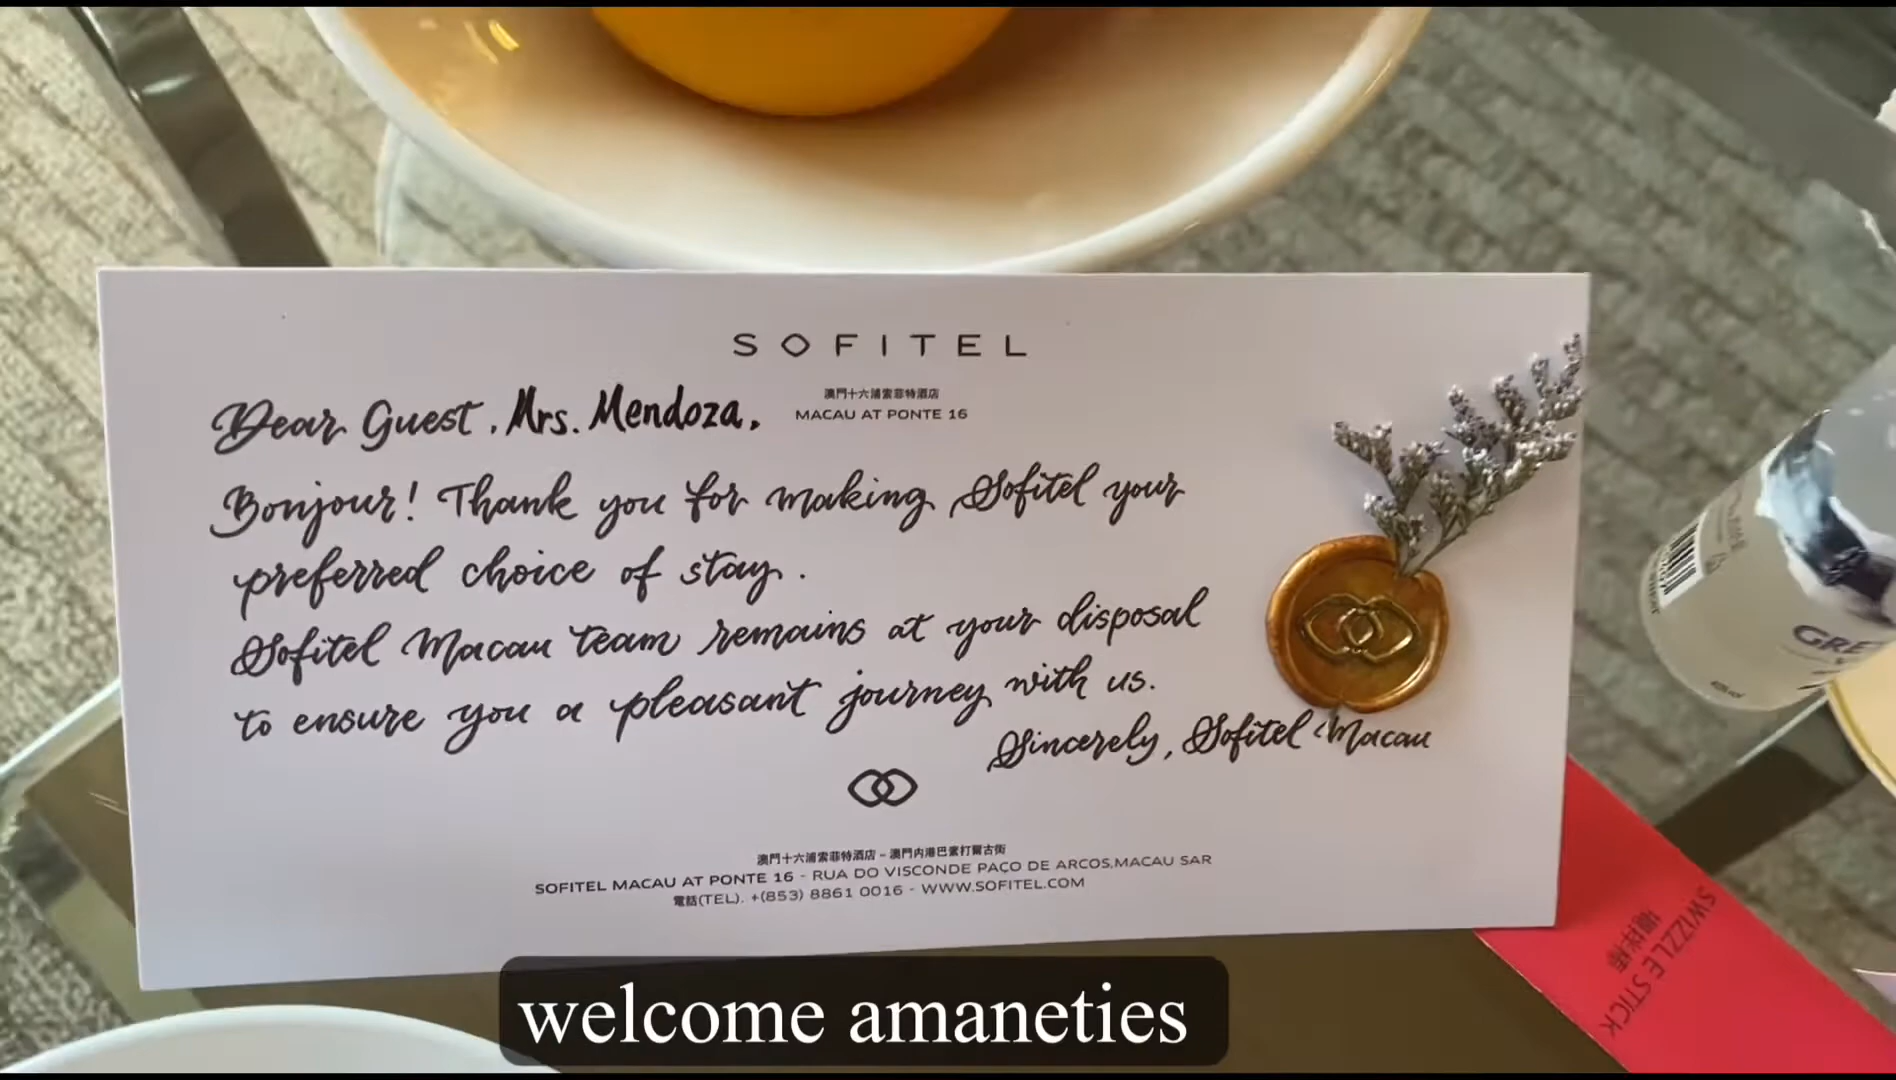 SOFITEL
澳門十六浦索菲特酒店
MACAU AT PONTE 16
Dear Guest, Mrs. Mendoza,
Bonjour! Thank you for making Sofitel your
preferred choice of stay.
Sofitel Macau team remains at your disposal
to ensure you a pleasant journey with us.
Sincerely, Sofitel Macau
澳門十六浦索菲特酒店 - 澳門內港巴素打爾古街
SOFITEL MACAU AT PONTE 16 - RUA DO VISCONDE PAÇO DE ARCOS,MACAU SAR
電話(TEL). +(853) 8861 0016 - WWW.SOFITEL.COM
GRE
SWIZZLE STICK
攪拌棒
welcome amaneties